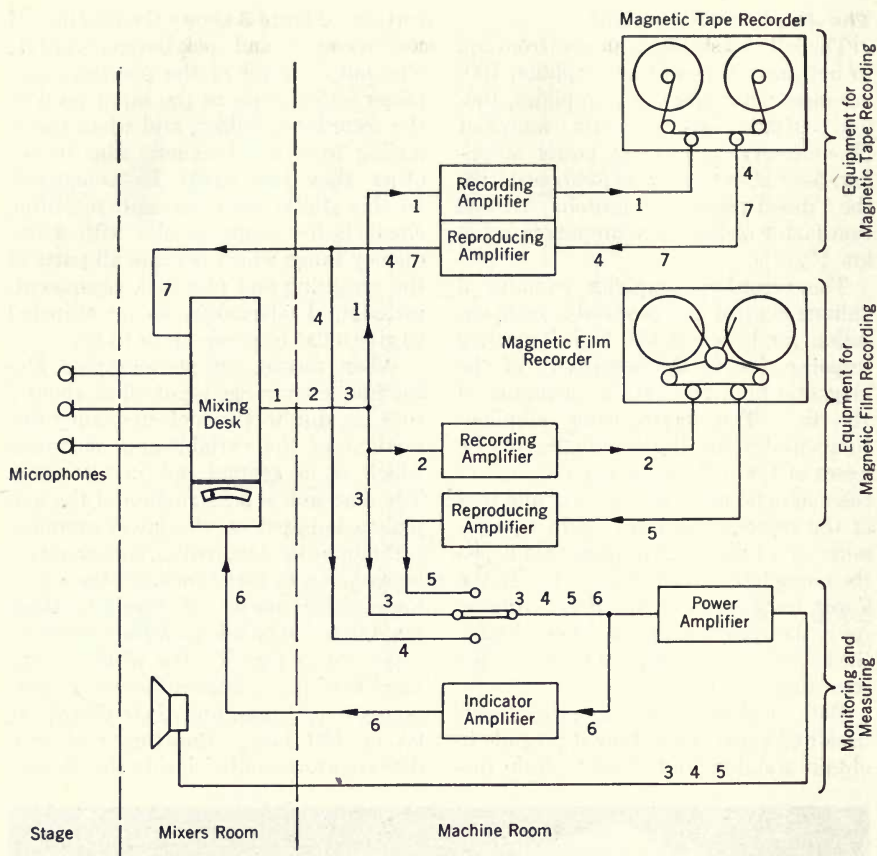 Magnetic Tape Recorder
Equipment for
Magnetic Tape Recording
4
7
1
Recording
Amplifier
1
Reproducing
Amplifier
7
4 7
4
7
4
1
Magnetic Film
Recorder
Equipment for
Magnetic Film Recording
Mixing
Desk
1 2 3
Microphones
2
Recording
Amplifier
2
3
Reproducing
Amplifier
5
5
6
3
3 4 5 6
4
Power
Amplifier
Monitoring and
Measuring
6
Indicator
Amplifier
6
3 4 5
Stage
Mixers Room
Machine Room